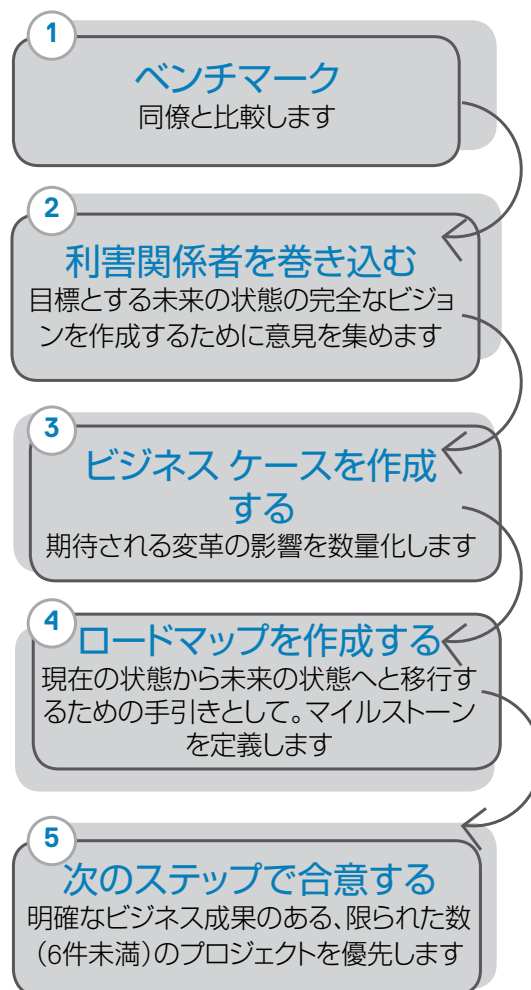 1
ベンチマーク
同僚と比較します
2
利害関係者を巻き込む
目標とする未来の状態の完全なビジョ
ンを作成するために意見を集めます
3
ビジネス ケースを作成
する
期待される変革の影響を数量化します
4
ロードマップを作成する
現在の状態から未来の状態へと移行す
るための手引きとして。マイルストーン
を定義します
5
次のステップで合意する
明確なビジネス成果のある、限られた数
（6件未満）のプロジェクトを優先します